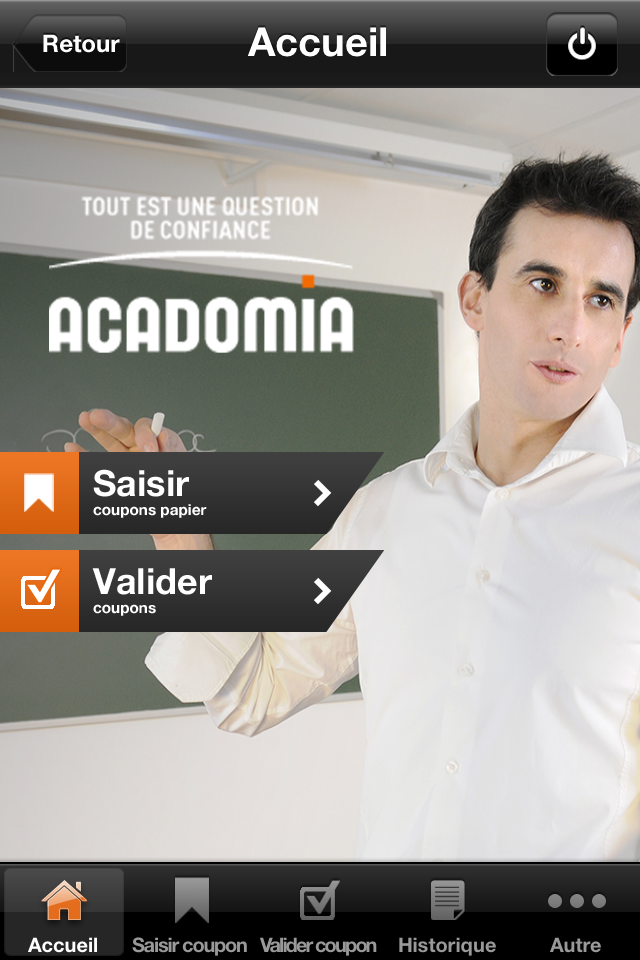 Retour
Accueil
TOUT EST UNE QUESTION
DE CONFIANCE
ACADOMIA
Saisir
coupons papier
Valider
coupons
Accueil
Saisir coupon
Valider coupon
Historique
Autre